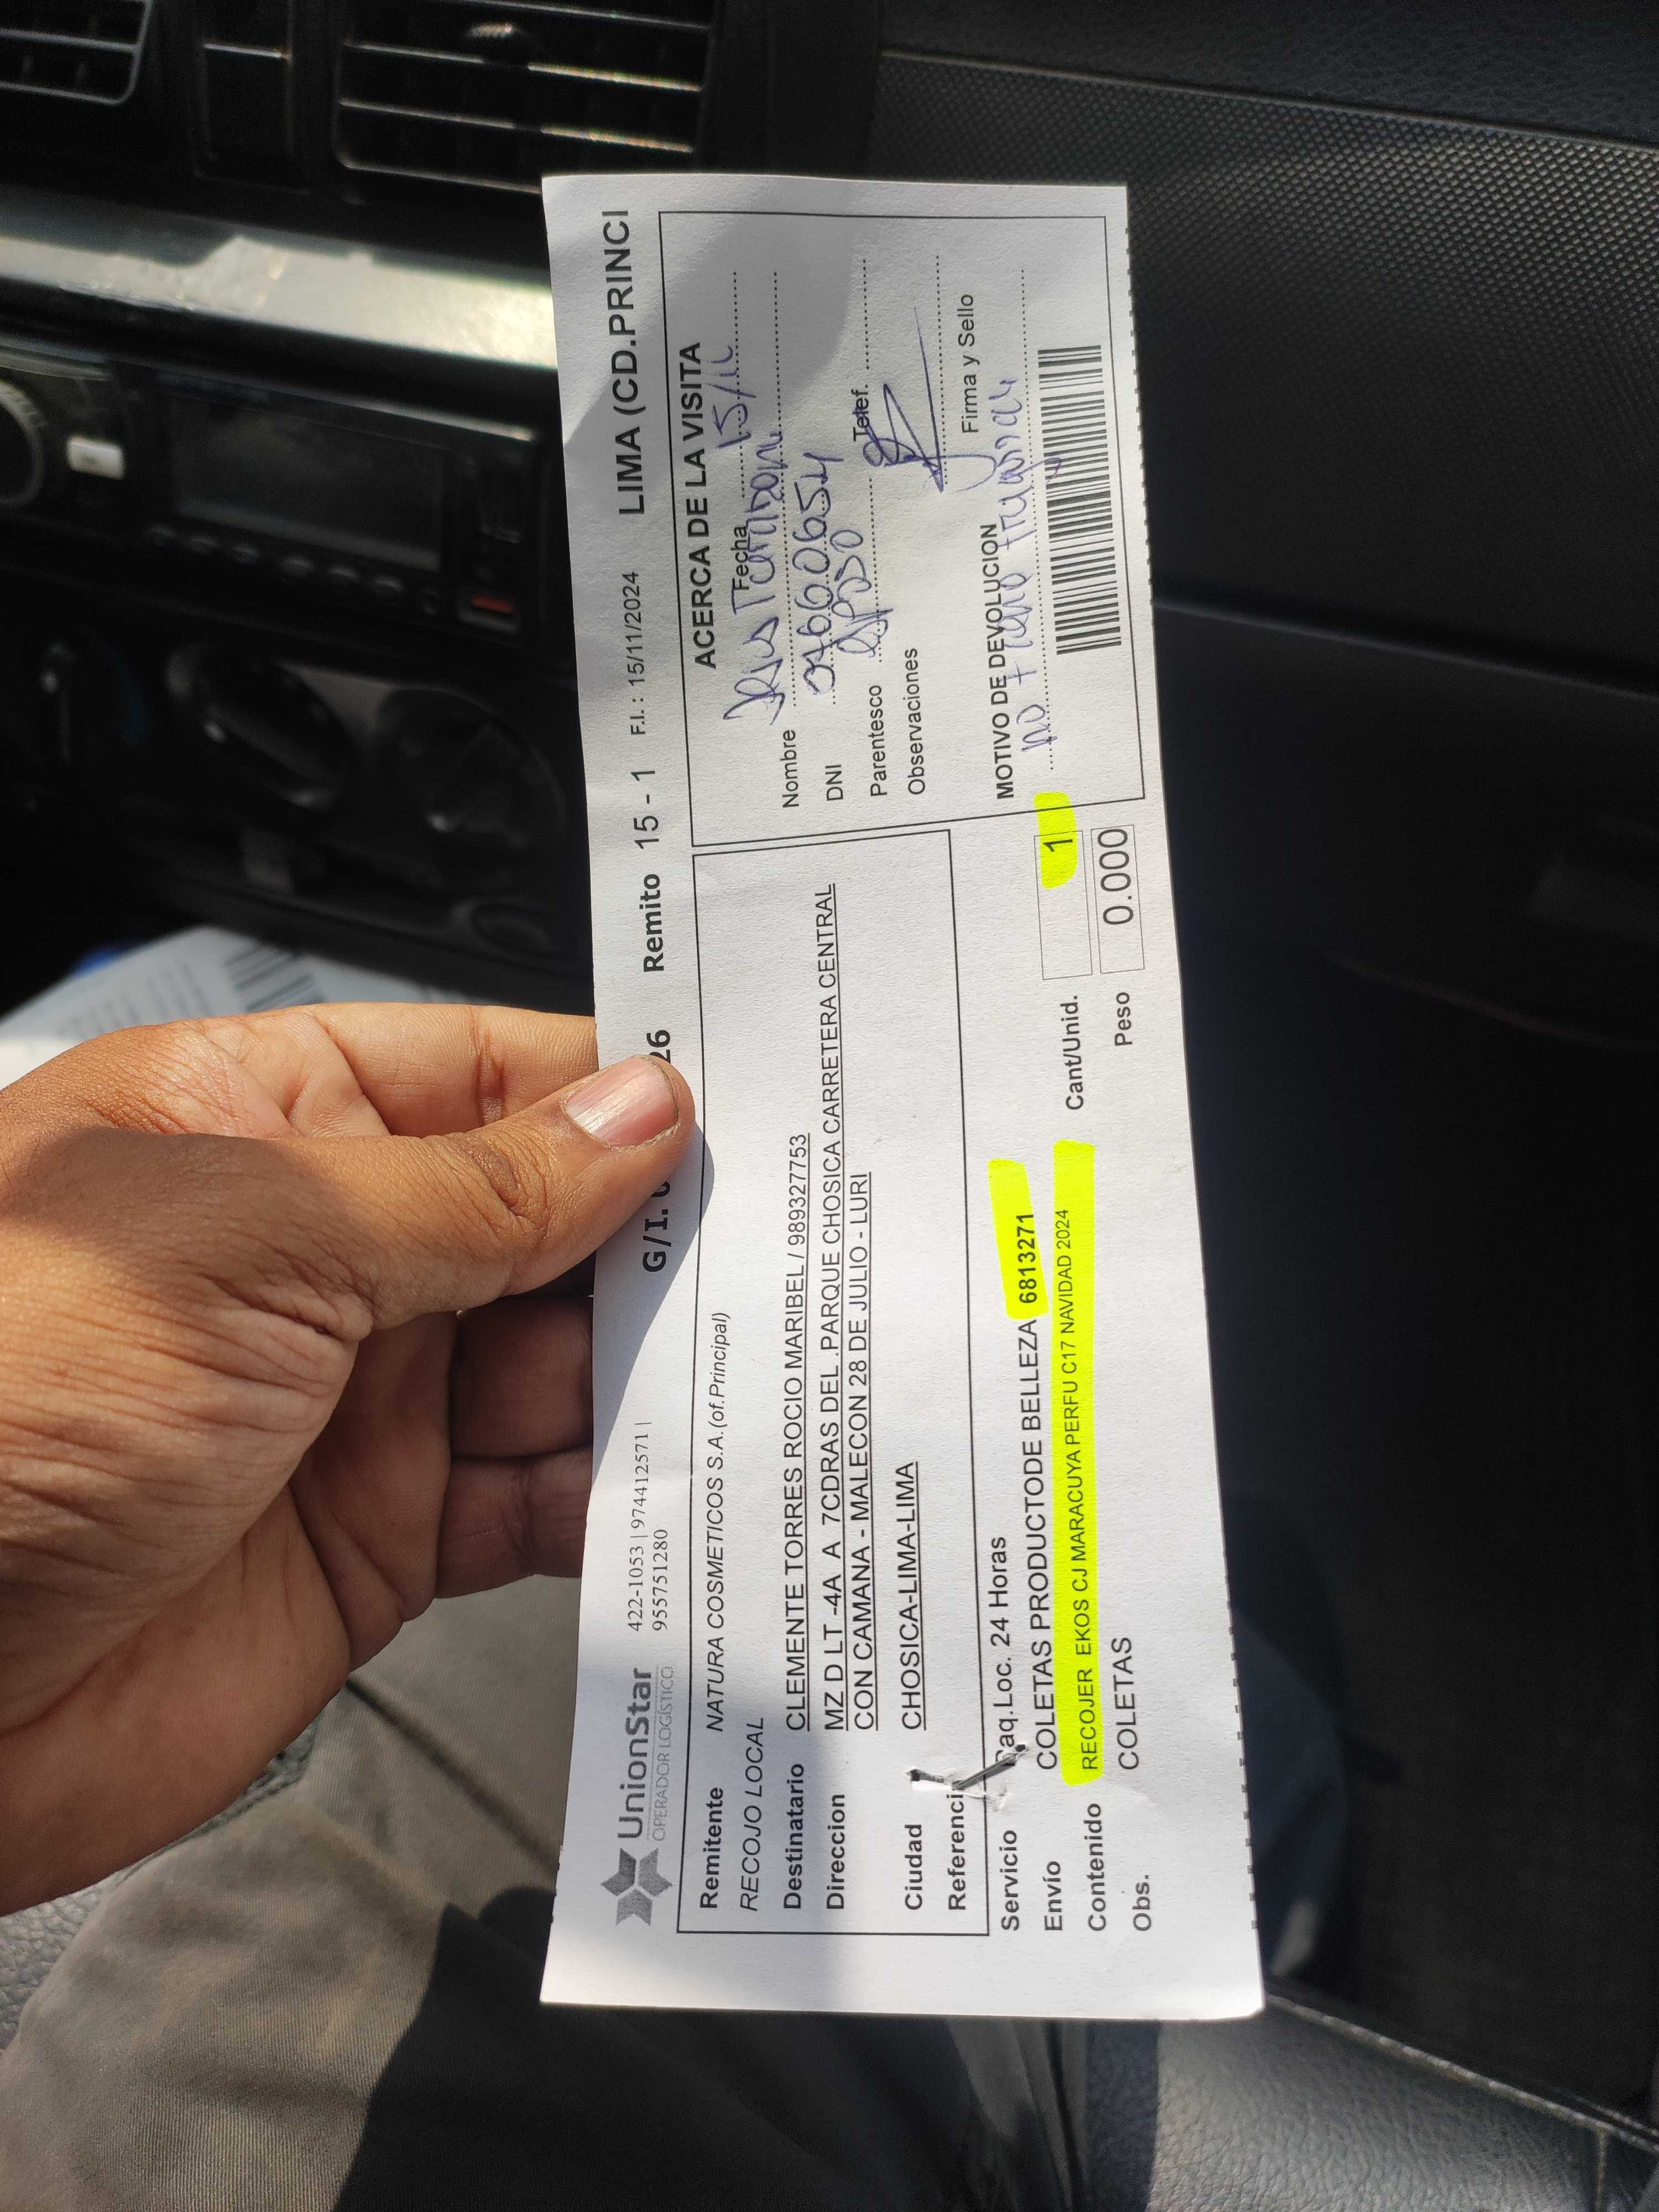 UnionStar
OPERADOR LOGÍSTICO
422-1053 | 974412571 |
955751280
G/I. 26 Remito 15 - 1 F.I. : 15/11/2024 LIMA (CD.PRINCI
Remitente NATURA COSMETICOS S.A.(of.Principal)
RECOJO LOCAL
Destinatario CLEMENTE TORRES ROCIO MARIBEL / 989327753
Direccion MZ D LT -4A A 7CDRAS DEL .PARQUE CHOSICA CARRETERA CENTRAL
CON CAMANA - MALECON 28 DE JULIO - LURI
Ciudad CHOSICA-LIMA-LIMA
Referenci
Servicio Paq.Loc. 24 Horas
Envío COLETAS PRODUCTODE BELLEZA 6813271
Contenido RECOJER EKOS CJ MARACUYA PERFU C17 NAVIDAD 2024
Obs. COLETAS
Cant/Unid. 1
Peso 0.000
ACERCA DE LA VISITA
Fecha
Nombre
DNI
Parentesco esposo Telef.
Observaciones
Firma y Sello
MOTIVO DE DEVOLUCION
no